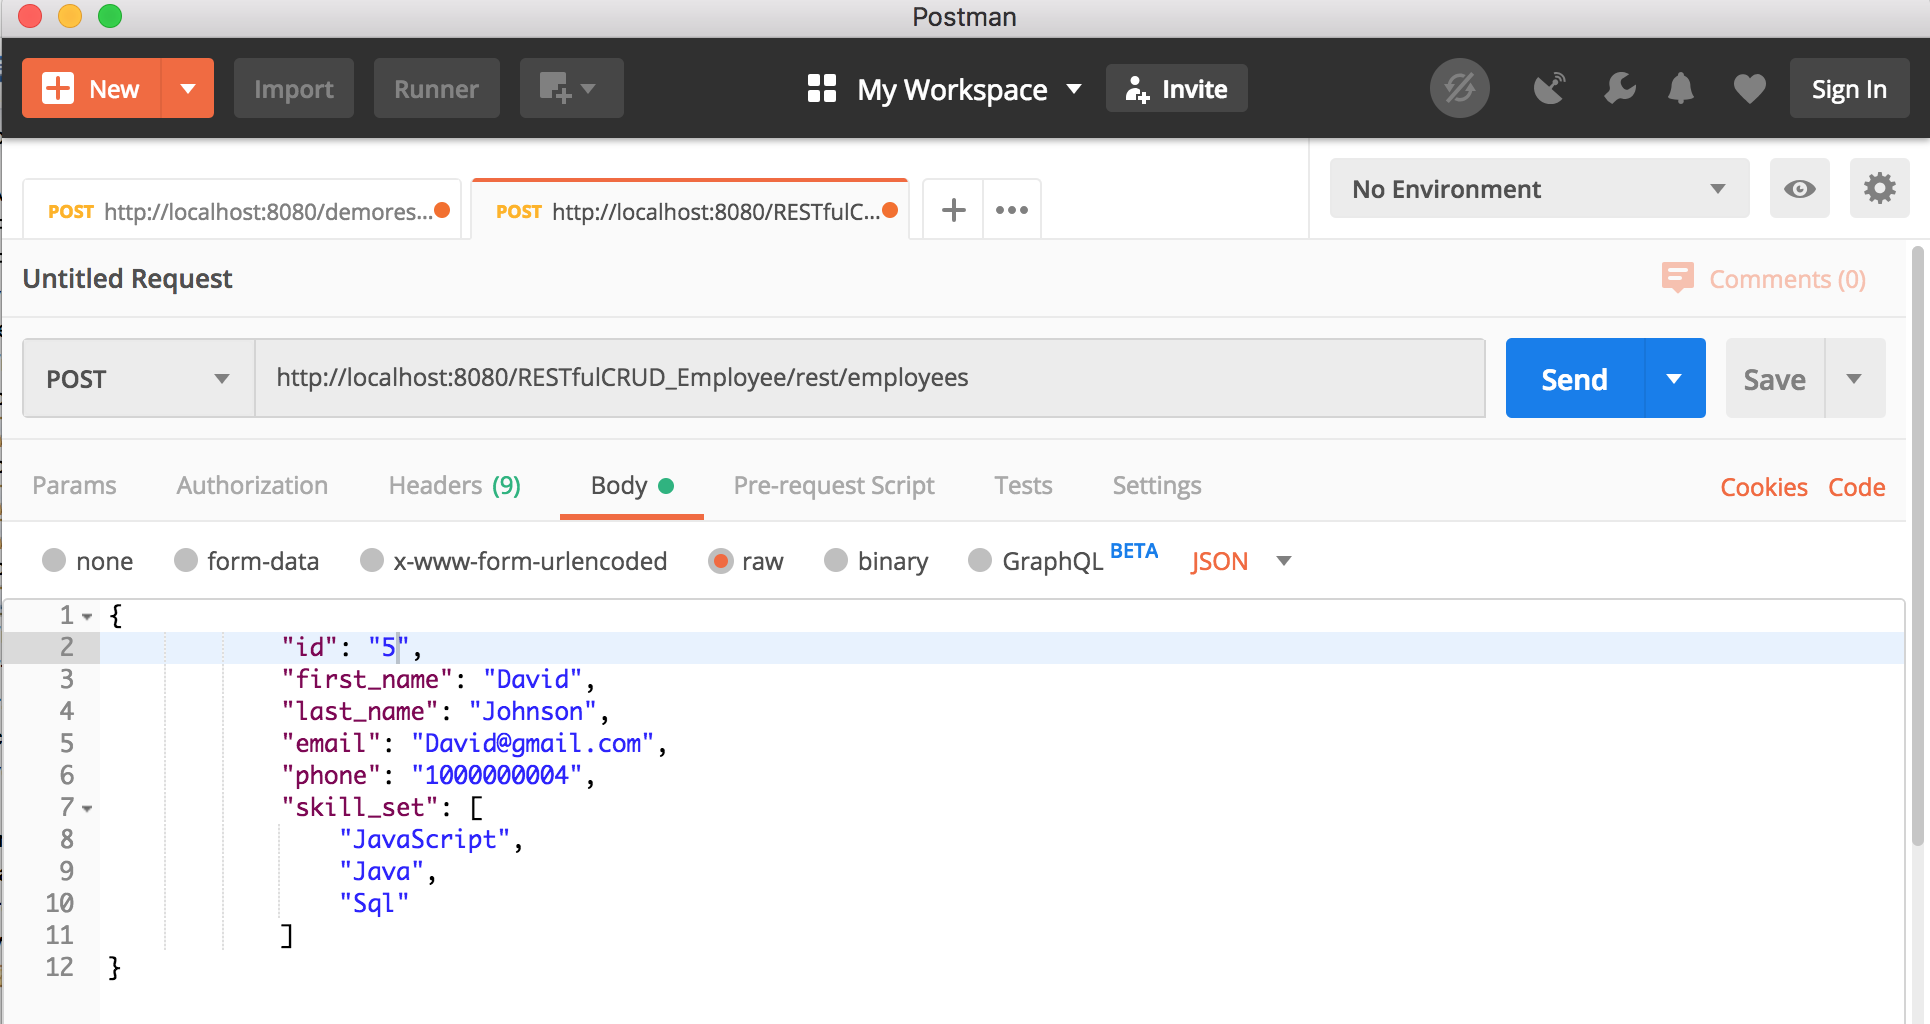 Postman
New Import Runner My Workspace Invite Sign In
POST http://localhost:8080/demores... POST http://localhost:8080/RESTfulC... No Environment
Untitled Request Comments (0)
POST http://localhost:8080/RESTfulCRUD_Employee/rest/employees Send Save
Params Authorization Headers (9) Body Pre-request Script Tests Settings Cookies Code
none form-data x-www-form-urlencoded raw binary GraphQL BETA JSON
1 {
2 "id": "5",
3 "first_name": "David",
4 "last_name": "Johnson",
5 "email": "David@gmail.com",
6 "phone": "1000000004",
7 "skill_set": [
8 "JavaScript",
9 "Java",
10 "Sql"
11 ]
12 }